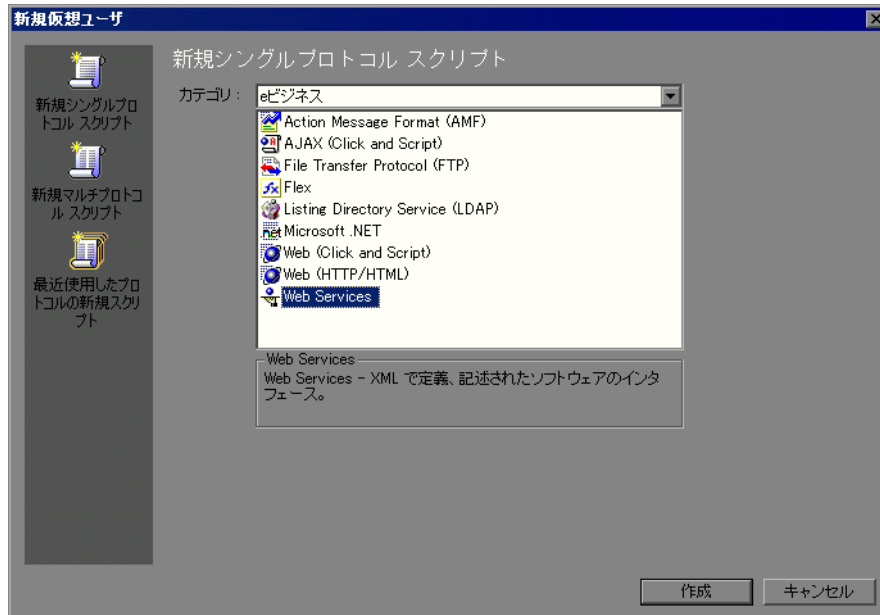 新規仮想ユーザ
新規シングルプロ
トコル スクリプト
新規マルチプロトコ
ル スクリプト
最近使用したプロ
トコルの新規スクリ
プト
新規シングルプロトコル スクリプト
カテゴリ :
eビジネス
Action Message Format (AMF)
AJAX (Click and Script)
File Transfer Protocol (FTP)
Flex
Listing Directory Service (LDAP)
Microsoft .NET
Web (Click and Script)
Web (HTTP/HTML)
Web Services
Web Services
Web Services - XML で定義、記述されたソフトウェアのインタ
フェース。
作成
キャンセル